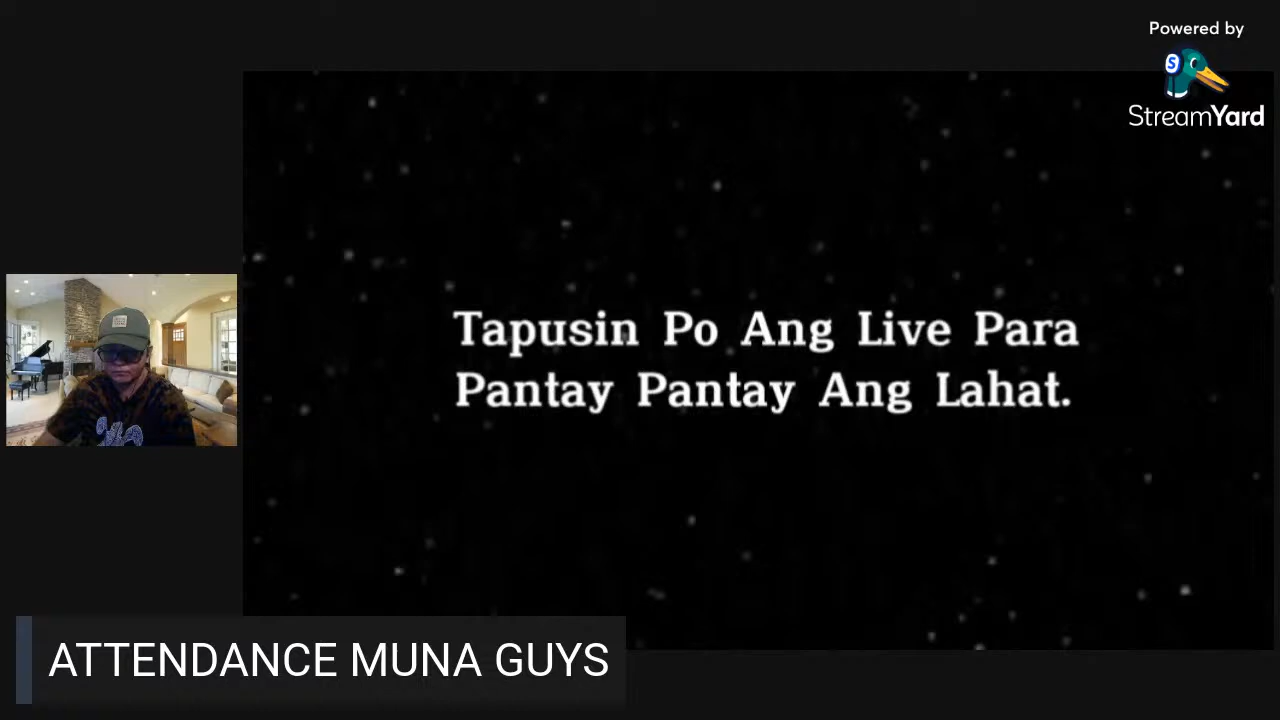 Powered by
StreamYard
Tapusin Po Ang Live Para
Pantay Pantay Ang Lahat.
ATTENDANCE MUNA GUYS